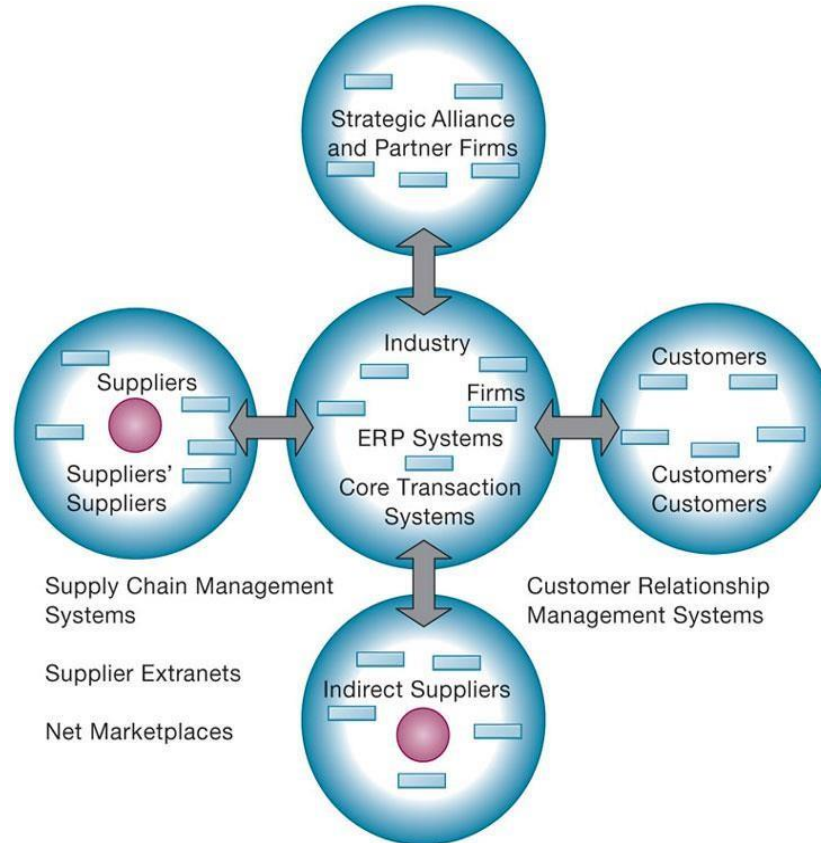 Strategic Alliance
and Partner Firms
Industry
Firms
ERP Systems
Core Transaction
Systems
Suppliers
Suppliers'
Suppliers
Customers
Customers'
Customers
Supply Chain Management
Systems
Supplier Extranets
Net Marketplaces
Customer Relationship
Management Systems
Indirect Suppliers